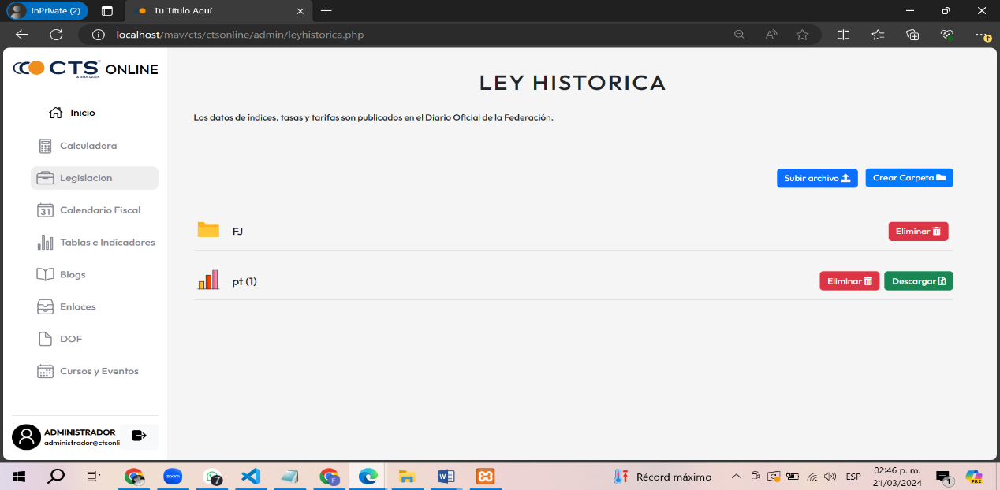 InPrivate (2)
Tu Título Aquí
localhost/mav/cts/ctsonline/admin/leyhistorica.php
CTS ONLINE
& ASOCIADOS
Inicio
Calculadora
Legislacion
31 Calendario Fiscal
Tablas e Indicadores
Blogs
Enlaces
DOF
Cursos y Eventos
ADMINISTRADOR
administrador@ctsonli
LEY HISTORICA
Los datos de índices, tasas y tarifas son publicados en el Diario Oficial de la Federación.
Subir archivo Crear Carpeta
FJ Eliminar
pt (1) Eliminar Descargar
zoom
7
F
Récord máximo
ESP
02:46 p. m.
21/03/2024
1
PRE